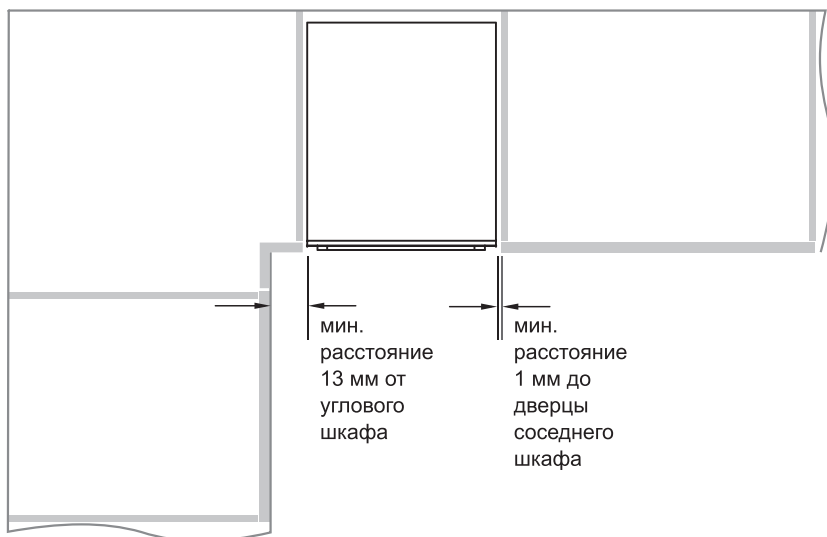 мин.
расстояние
13 мм от
углового
шкафа
мин.
расстояние
1 мм до
дверцы
соседнего
шкафа